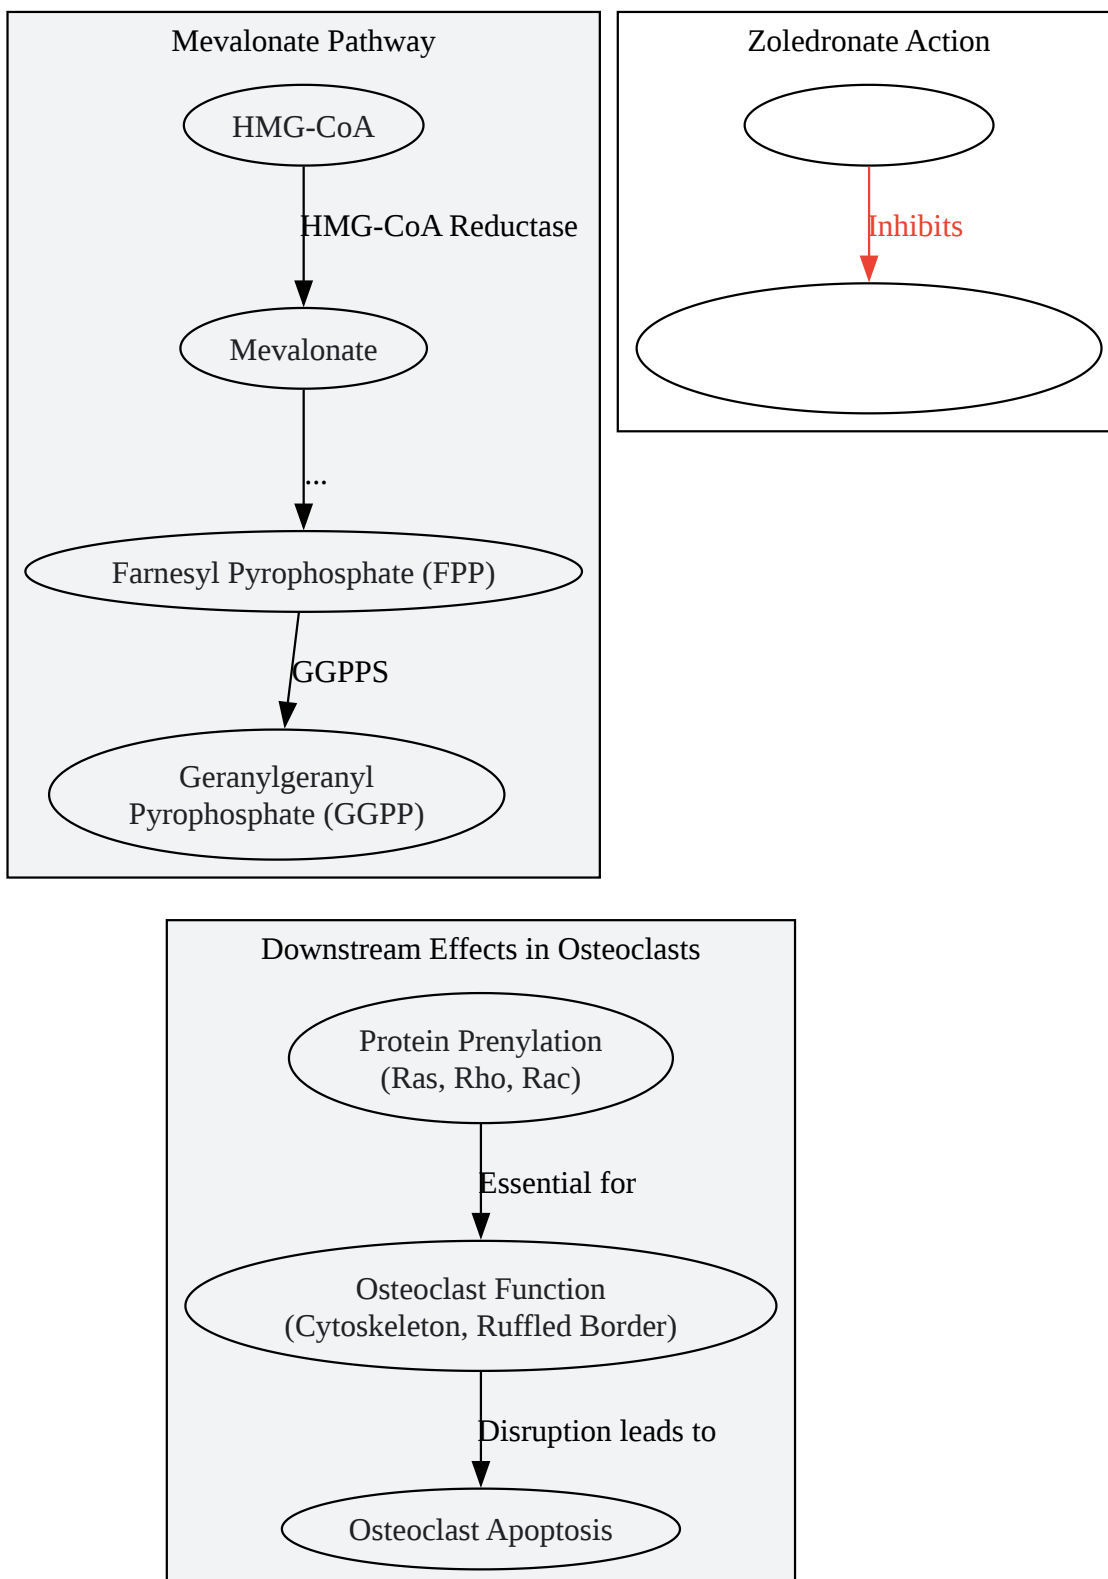 Mevalonate Pathway
HMG-CoA
HMG-CoA Reductase
Mevalonate
...
Farnesyl Pyrophosphate (FPP)
GGPPS
Geranylgeranyl
Pyrophosphate (GGPP)
Zoledronate Action
Inhibits
Downstream Effects in Osteoclasts
Protein Prenylation
(Ras, Rho, Rac)
Essential for
Osteoclast Function
(Cytoskeleton, Ruffled Border)
Disruption leads to
Osteoclast Apoptosis